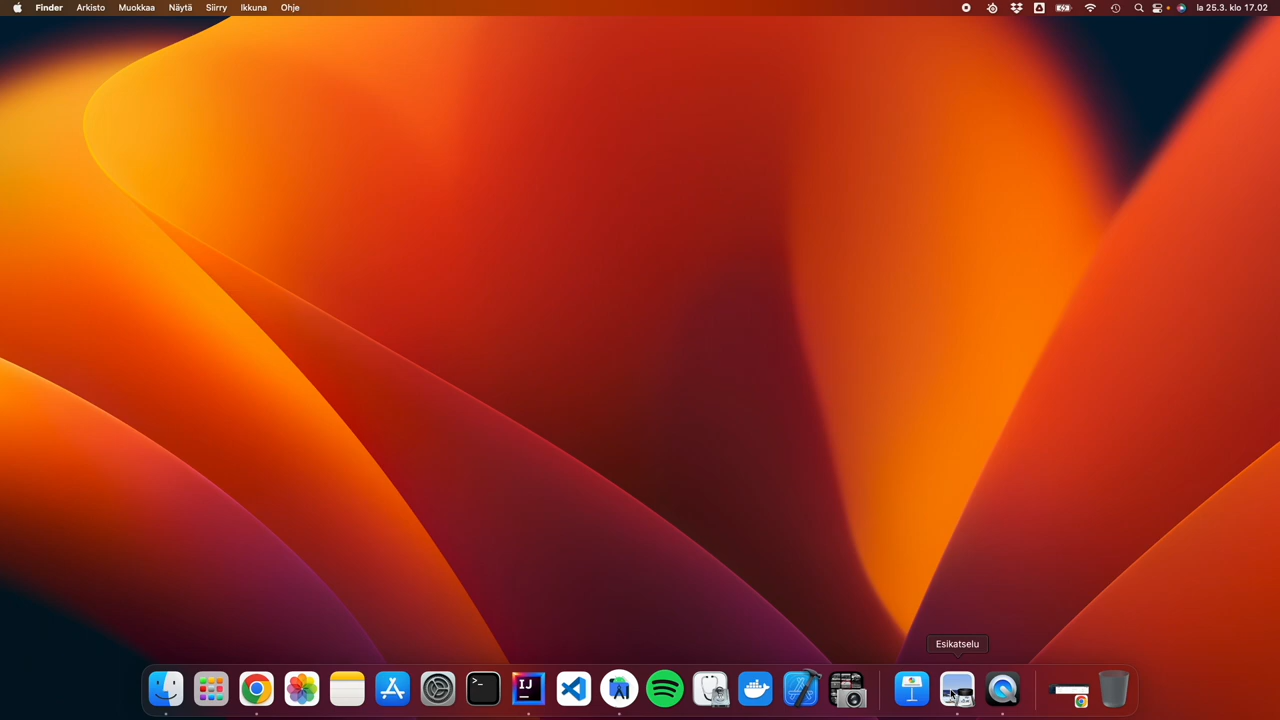 Finder Arkisto Muokkaa Näytä Siirry Ikkuna Ohje la 25.3. klo 17.02
Esikatselu
>_
IJ